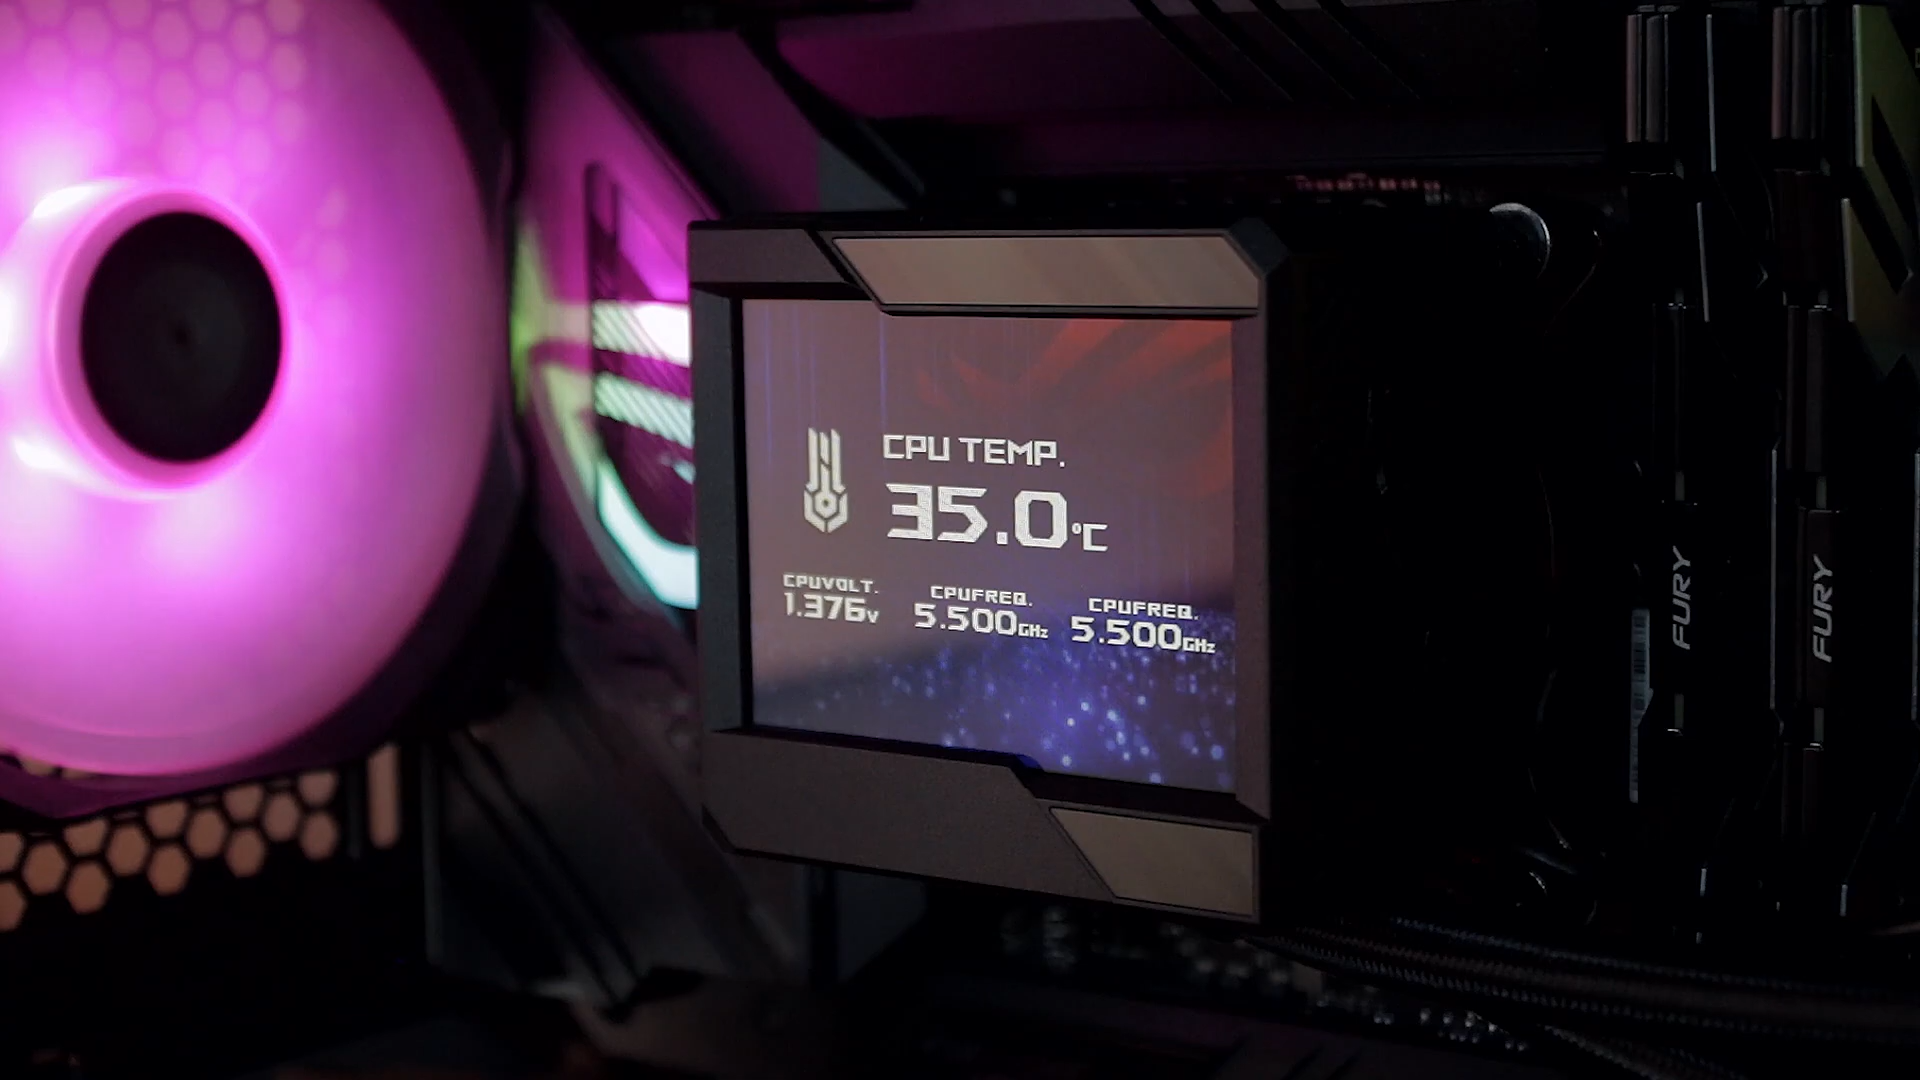 CPU TEMP.
35.0°C
CPUVOLT.
1.376V
CPUFREQ.
5.500GHz
CPUFREQ.
5.500GHz
FURY
FURY